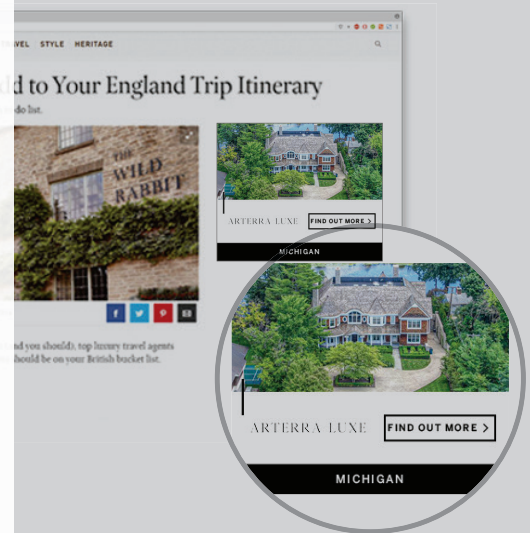 VEL STYLE HERITAGE
d to Your England Trip Itinerary
do list.
THE
WILD
RABBIT
ARTERRA LUXE FIND OUT MORE >
MICHIGAN
nd you should), top luxury travel agents
should be on your British bucket list.
ARTERRA LUXE FIND OUT MORE >
MICHIGAN